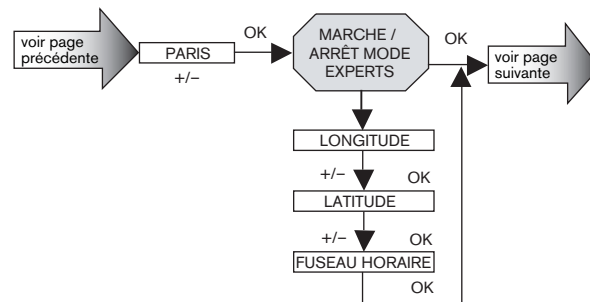 voir page
précédente
PARIS
+/−
OK
MARCHE /
ARRÊT MODE
EXPERTS
OK
voir page
suivante
LONGITUDE
+/− OK
LATITUDE
+/− OK
FUSEAU HORAIRE
OK